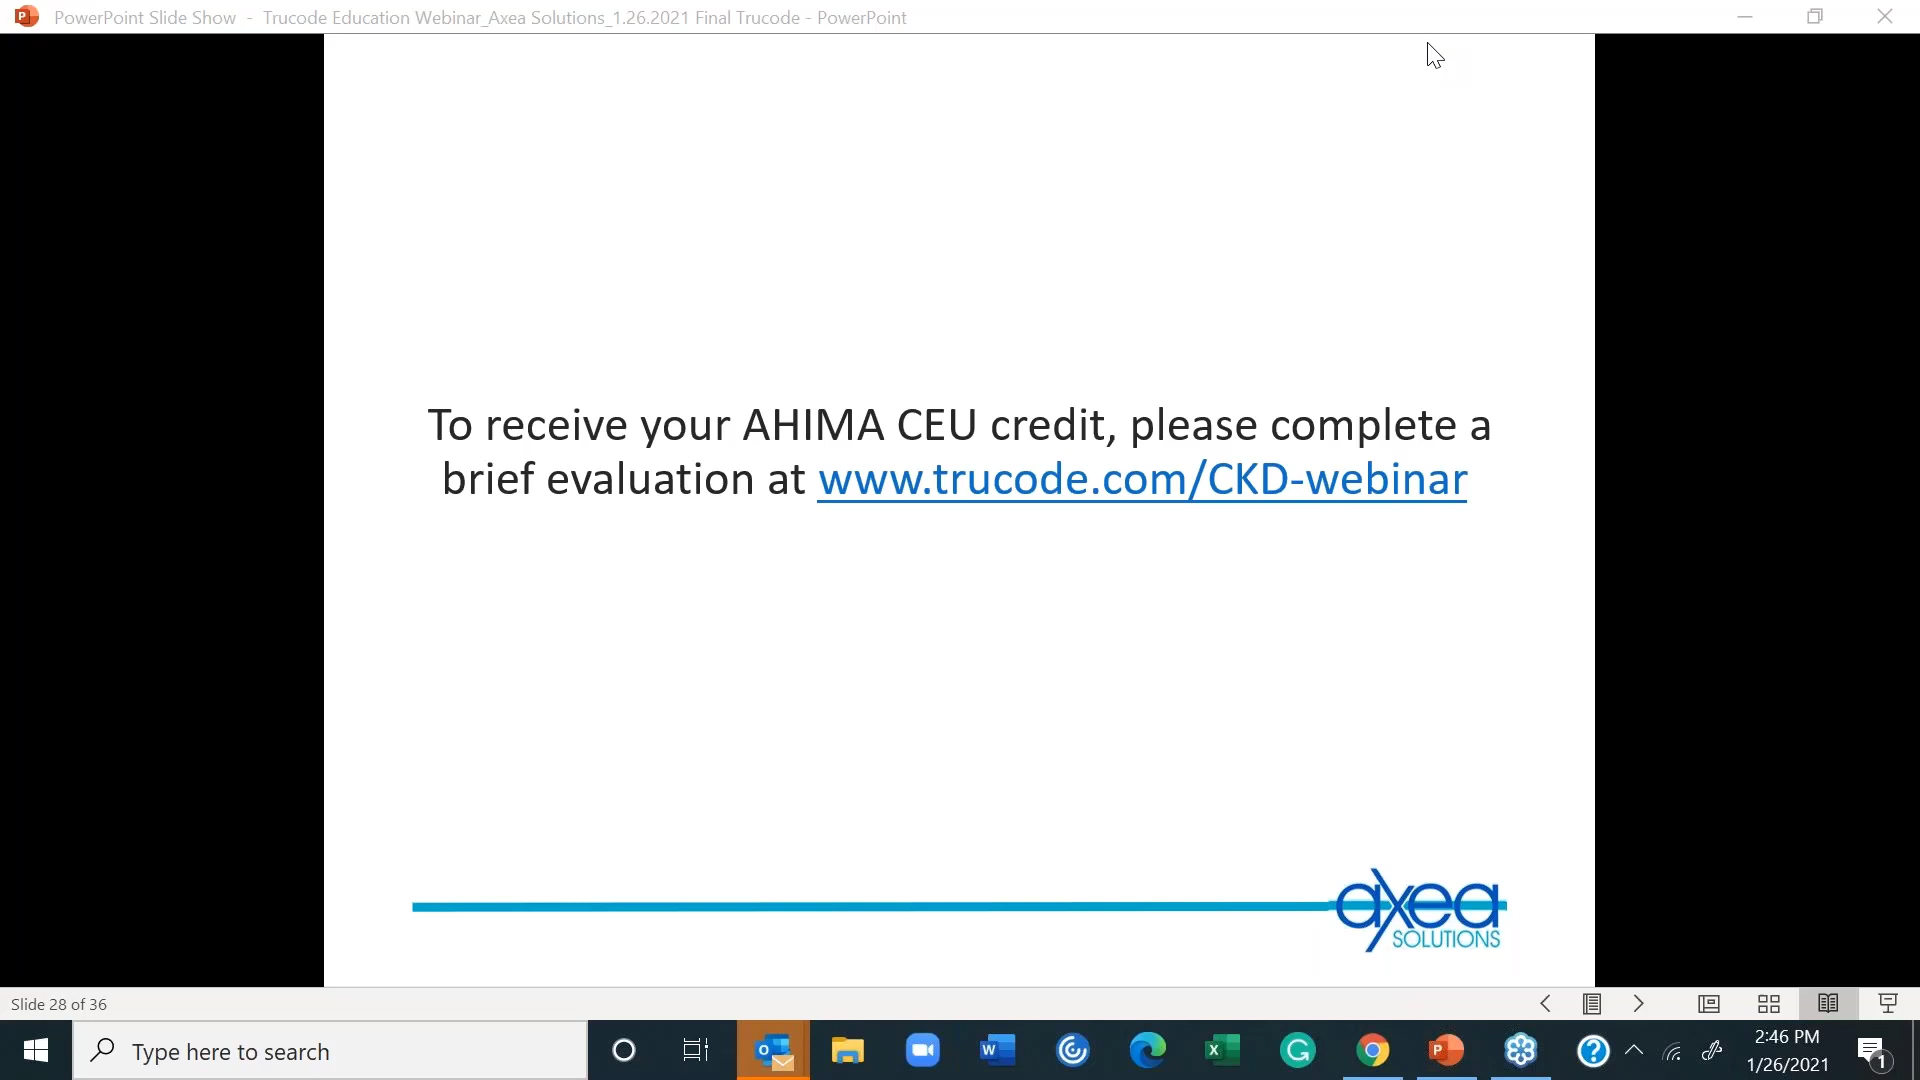 PowerPoint Slide Show - Trucode Education Webinar_Axea Solutions_1.26.2021 Final Trucode - PowerPoint
To receive your AHIMA CEU credit, please complete a
brief evaluation at www.trucode.com/CKD-webinar
axea
SOLUTIONS
Slide 28 of 36
Type here to search
2:46 PM
1/26/2021
1